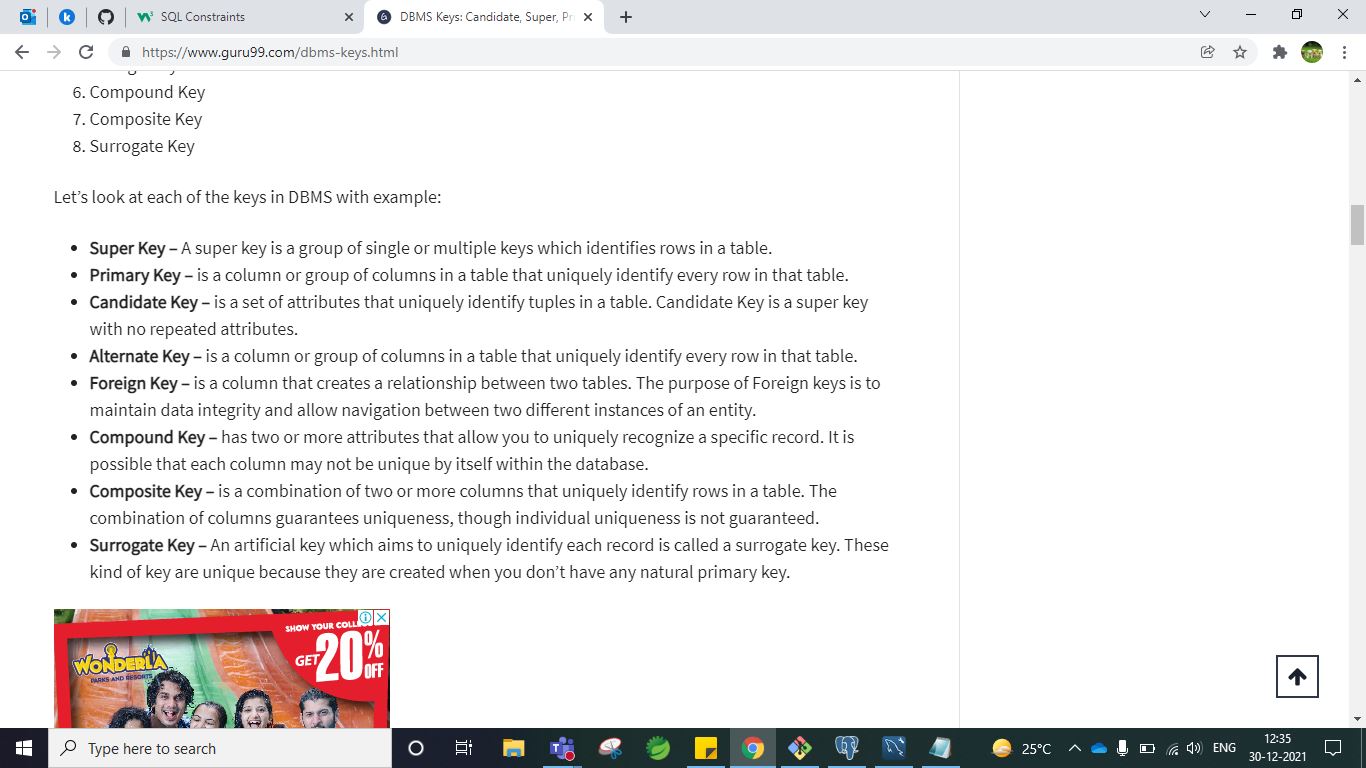 SQL Constraints
DBMS Keys: Candidate, Super, Pr
https://www.guru99.com/dbms-keys.html
6. Compound Key
7. Composite Key
8. Surrogate Key
Let’s look at each of the keys in DBMS with example:
• Super Key – A super key is a group of single or multiple keys which identifies rows in a table.
• Primary Key – is a column or group of columns in a table that uniquely identify every row in that table.
• Candidate Key – is a set of attributes that uniquely identify tuples in a table. Candidate Key is a super key
with no repeated attributes.
• Alternate Key – is a column or group of columns in a table that uniquely identify every row in that table.
• Foreign Key – is a column that creates a relationship between two tables. The purpose of Foreign keys is to
maintain data integrity and allow navigation between two different instances of an entity.
• Compound Key – has two or more attributes that allow you to uniquely recognize a specific record. It is
possible that each column may not be unique by itself within the database.
• Composite Key – is a combination of two or more columns that uniquely identify rows in a table. The
combination of columns guarantees uniqueness, though individual uniqueness is not guaranteed.
• Surrogate Key – An artificial key which aims to uniquely identify each record is called a surrogate key. These
kind of key are unique because they are created when you don’t have any natural primary key.
SHOW YOUR
GET 20% OFF
WONDERLA
PARKS AND RESORTS
Type here to search
25°C
ENG
12:35
30-12-2021